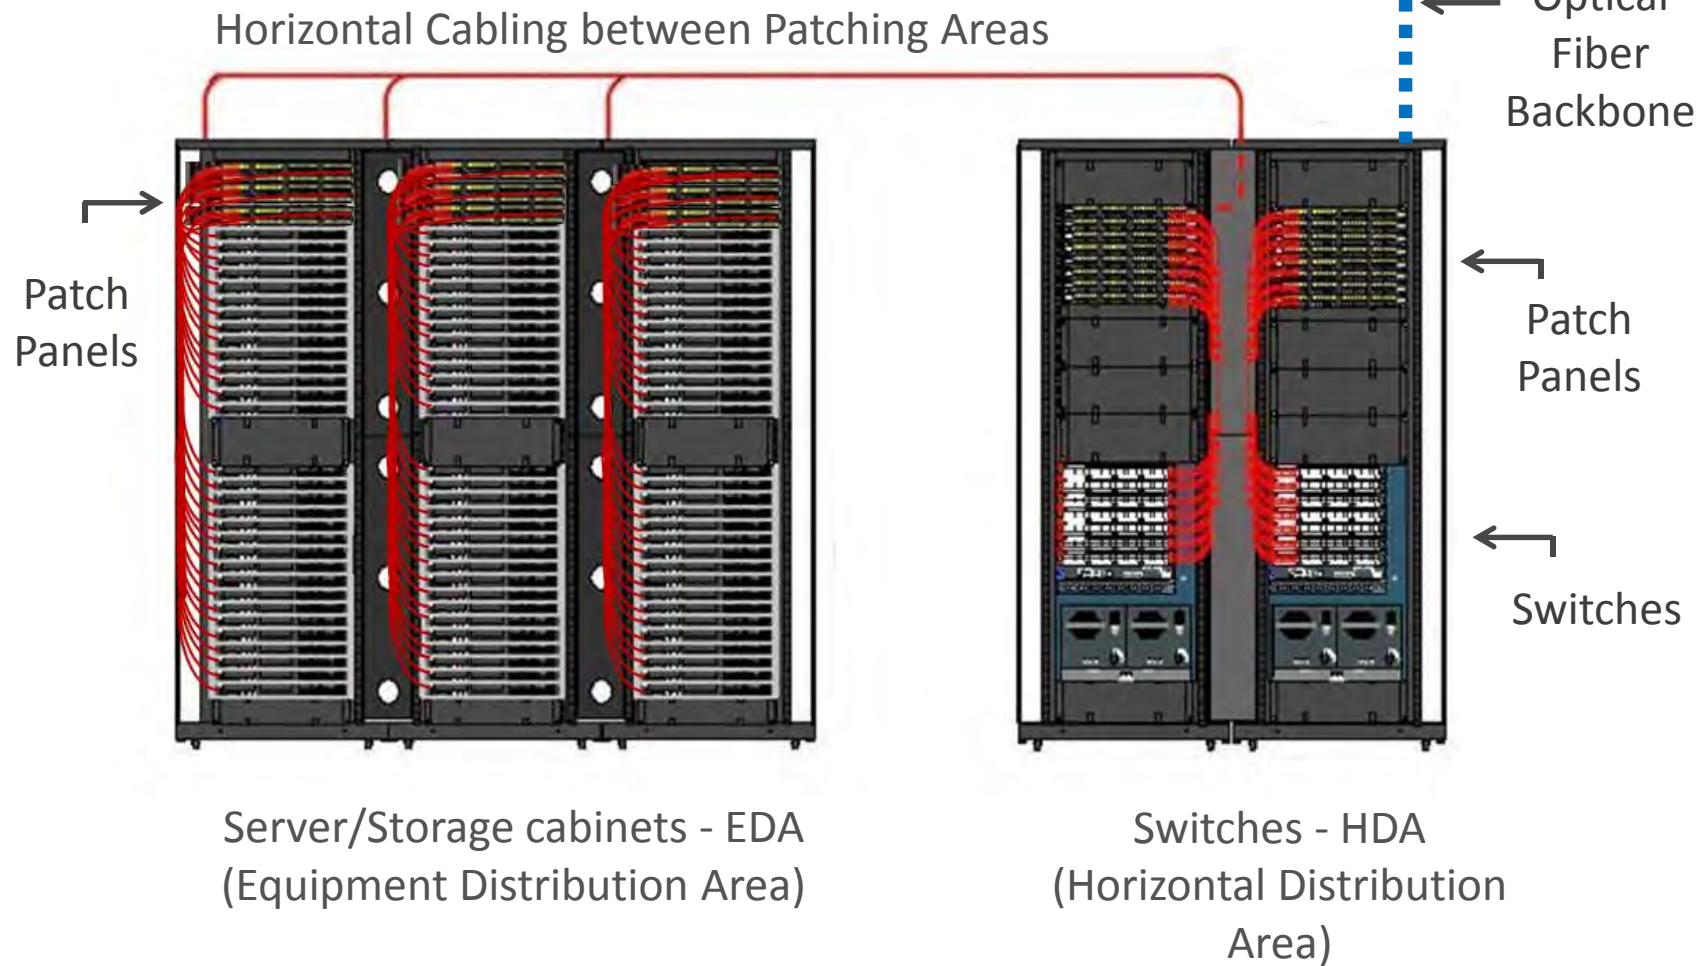 Horizontal Cabling between Patching Areas
Optical
Fiber
Backbone
Patch
Panels
Patch
Panels
Switches
Server/Storage cabinets - EDA
(Equipment Distribution Area)
Switches - HDA
(Horizontal Distribution
Area)